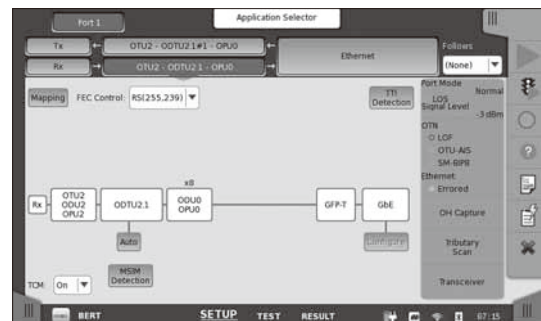 Port 1
Application Selector
Tx
OTU2 - ODTU2.1#1 - OPU0
Ethernet
Follows
Rx
OTU2 - ODTU2.1 - OPU0
(None)
Mapping
FEC Control:
RS(255,239)
TTI
Detection
Port Mode
Normal
LOS
Signal Level
-3 dBm
OTN
LOF
OTU-AIS
SM-BIP8
Ethernet
Errored
x8
Rx
OTU2
ODU2
OPU2
ODTU2.1
ODU0
OPU0
GFP-T
GbE
Auto
Configure
OH Capture
Tributary
Scan
MSIM
Detection
TCM:
On
Transceiver
BERT
SETUP
TEST
RESULT
07:15